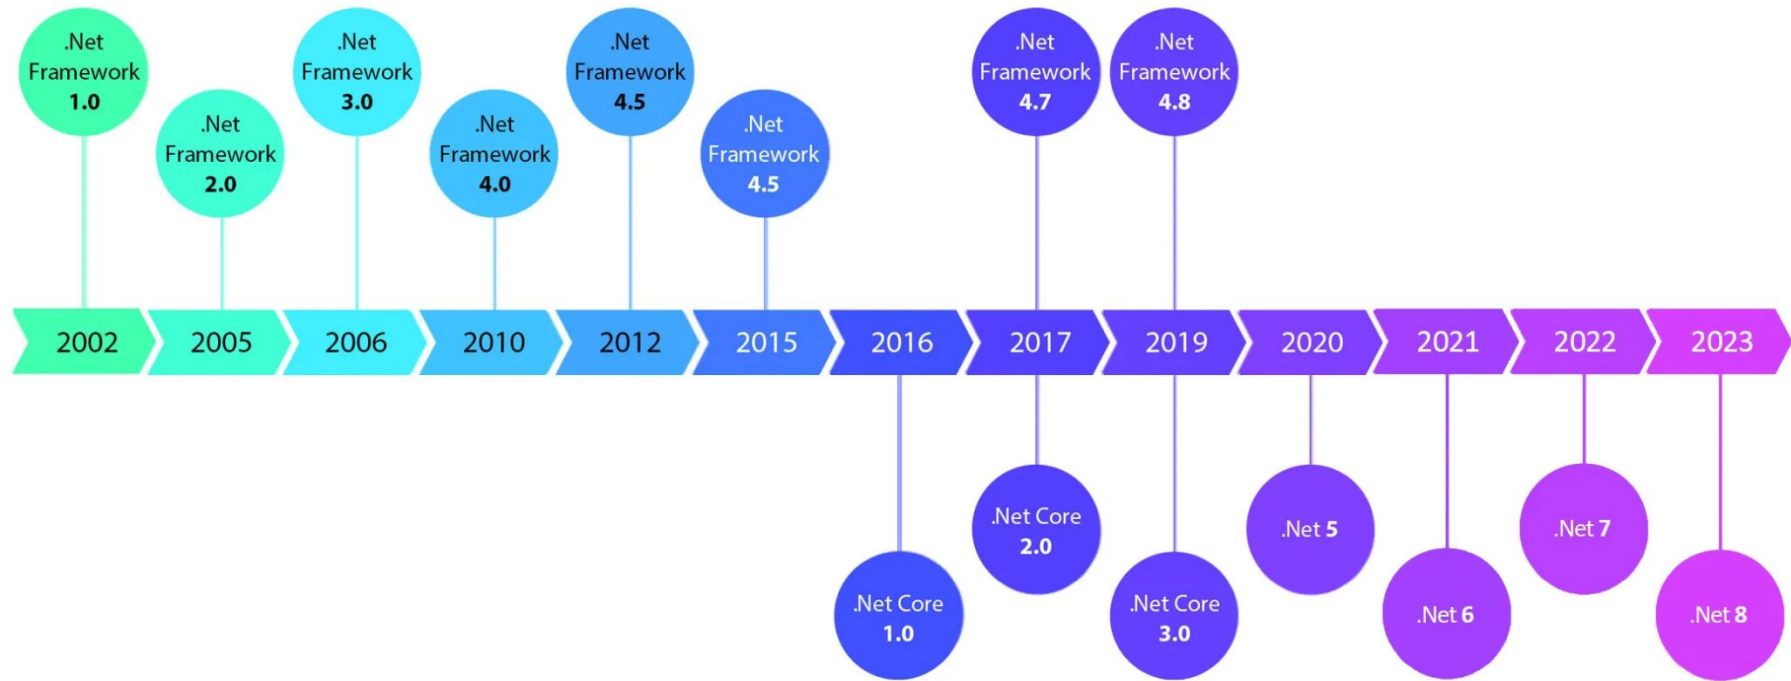 .Net
Framework
1.0
.Net
Framework
2.0
.Net
Framework
3.0
.Net
Framework
4.0
.Net
Framework
4.5
.Net
Framework
4.5
.Net
Framework
4.7
.Net
Framework
4.8
2002
2005
2006
2010
2012
2015
2016
2017
2019
2020
2021
2022
2023
.Net Core
1.0
.Net Core
2.0
.Net Core
3.0
.Net 5
.Net 6
.Net 7
.Net 8